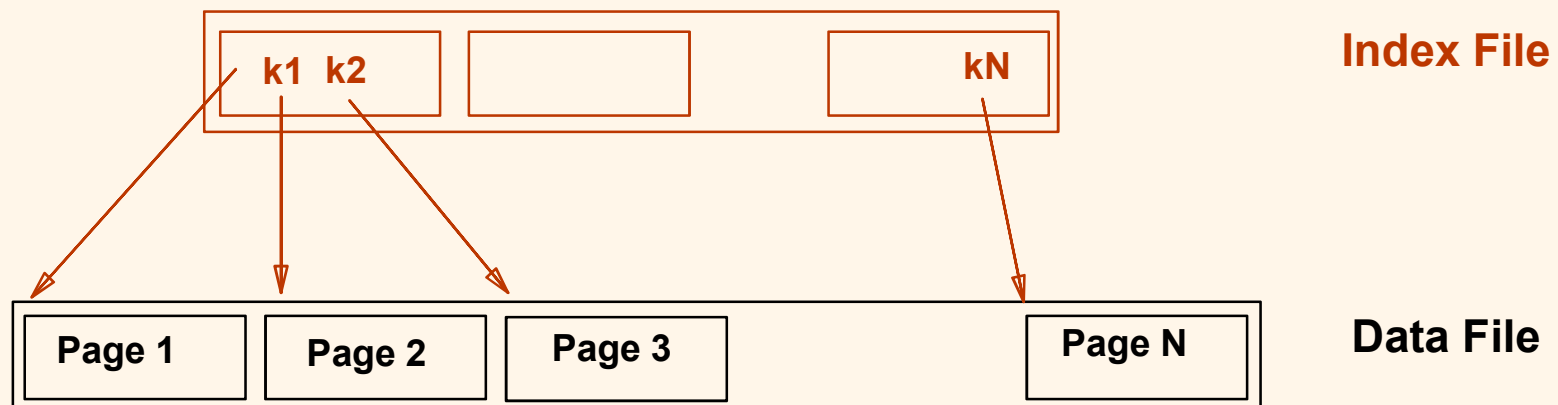 k1 k2 kN Index File
Page 1 Page 2 Page 3 Page N Data File